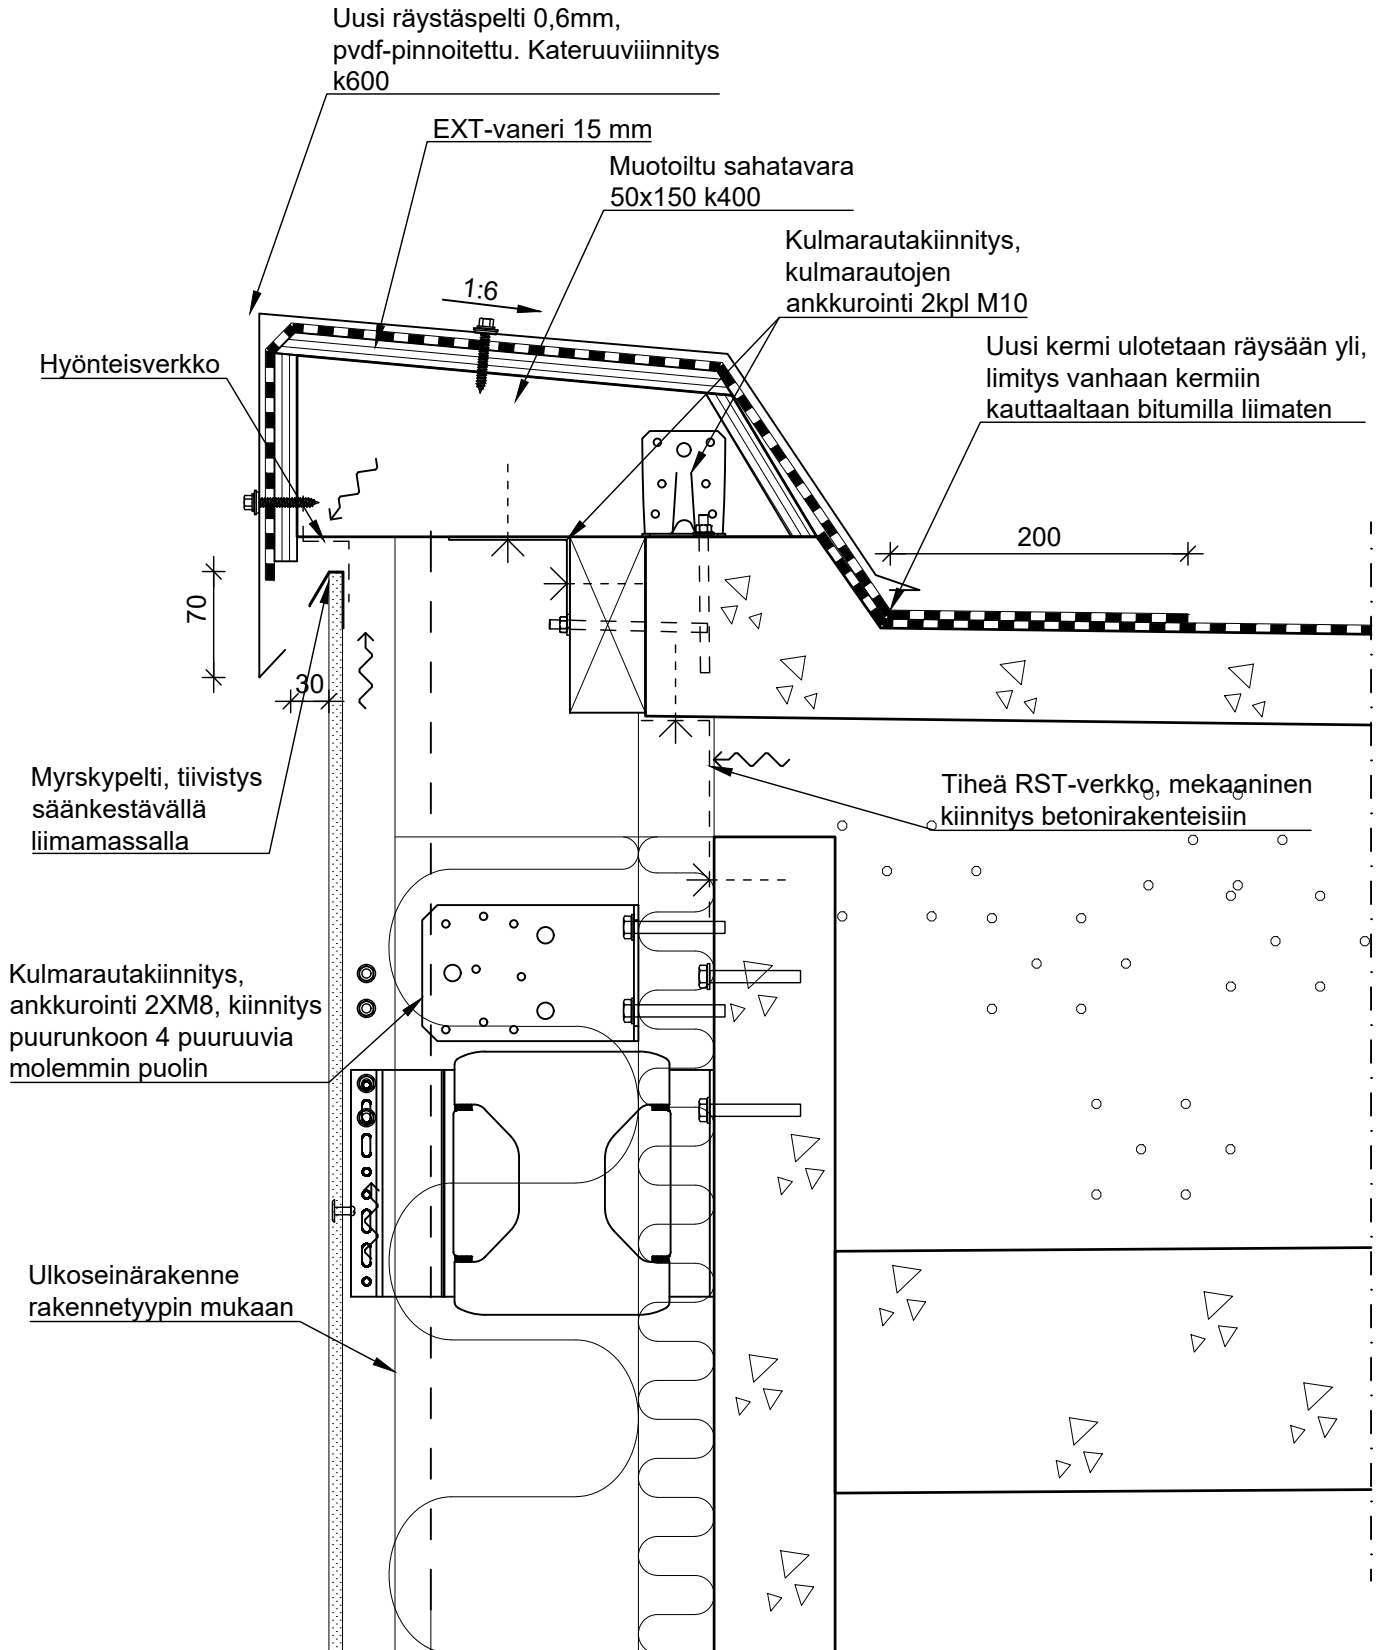 Uusi räystäspelti 0,6mm,
pvdf-pinnoitettu. Kateruuviiinnitys
k600
EXT-vaneri 15 mm
Muotoiltu sahatavara
50x150 k400
Kulmarautakiinnitys,
kulmarautojen
ankkurointi 2kpl M10
1:6
Uusi kermi ulotetaan räysään yli,
limitys vanhaan kermiin
kauttaaltaan bitumilla liimaten
Hyönteisverkko
200
70
30
Myrskypelti, tiivistys
säänkestävällä
liimamassalla
Tiheä RST-verkko, mekaaninen
kiinnitys betonirakenteisiin
Kulmarautakiinnitys,
ankkurointi 2XM8, kiinnitys
puurunkoon 4 puuruuvia
molemmin puolin
Ulkoseinärakenne
rakennetyypin mukaan